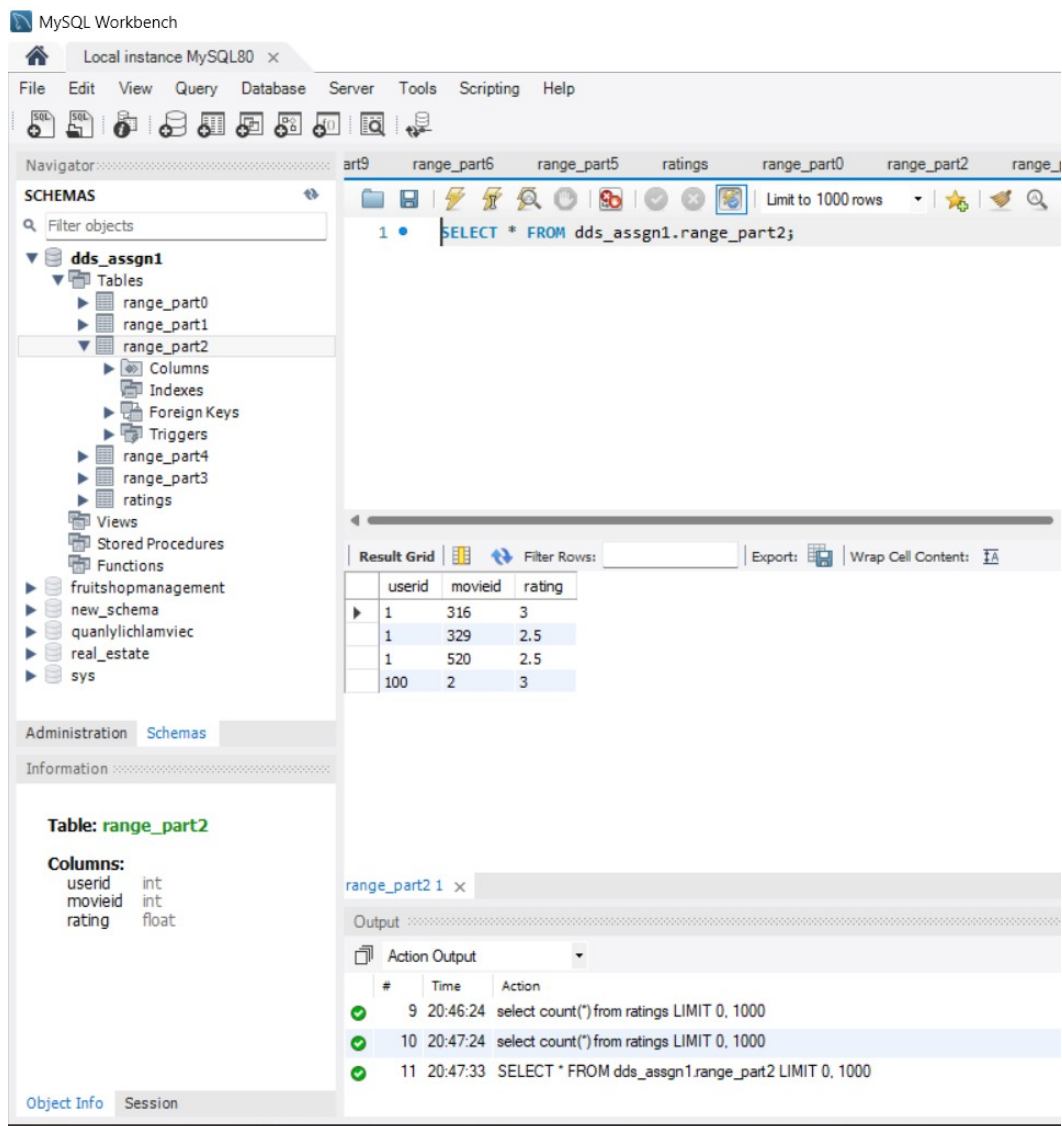 MySQL Workbench
Local instance MySQL80 ×
File Edit View Query Database Server Tools Scripting Help
Navigator
SCHEMAS
Filter objects
dds_assgn1
Tables
range_part0
range_part1
range_part2
Columns
Indexes
Foreign Keys
Triggers
range_part4
range_part3
ratings
Views
Stored Procedures
Functions
fruitshopmanagement
new_schema
quanlylichlamviec
real_estate
sys
Administration Schemas
Information
Table: range_part2
Columns:
userid int
movieid int
rating float
Object Info Session
art9 range_part6 range_part5 ratings range_part0 range_part2 range_
Limit to 1000 rows
1 SELECT * FROM dds_assgn1.range_part2;
Result Grid Filter Rows: Export: Wrap Cell Content:
userid movieid rating
1 316 3
1 329 2.5
1 520 2.5
100 2 3
range_part2 1 ×
Output
Action Output
# Time Action
9 20:46:24 select count(*) from ratings LIMIT 0, 1000
10 20:47:24 select count(*) from ratings LIMIT 0, 1000
11 20:47:33 SELECT * FROM dds_assgn1.range_part2 LIMIT 0, 1000